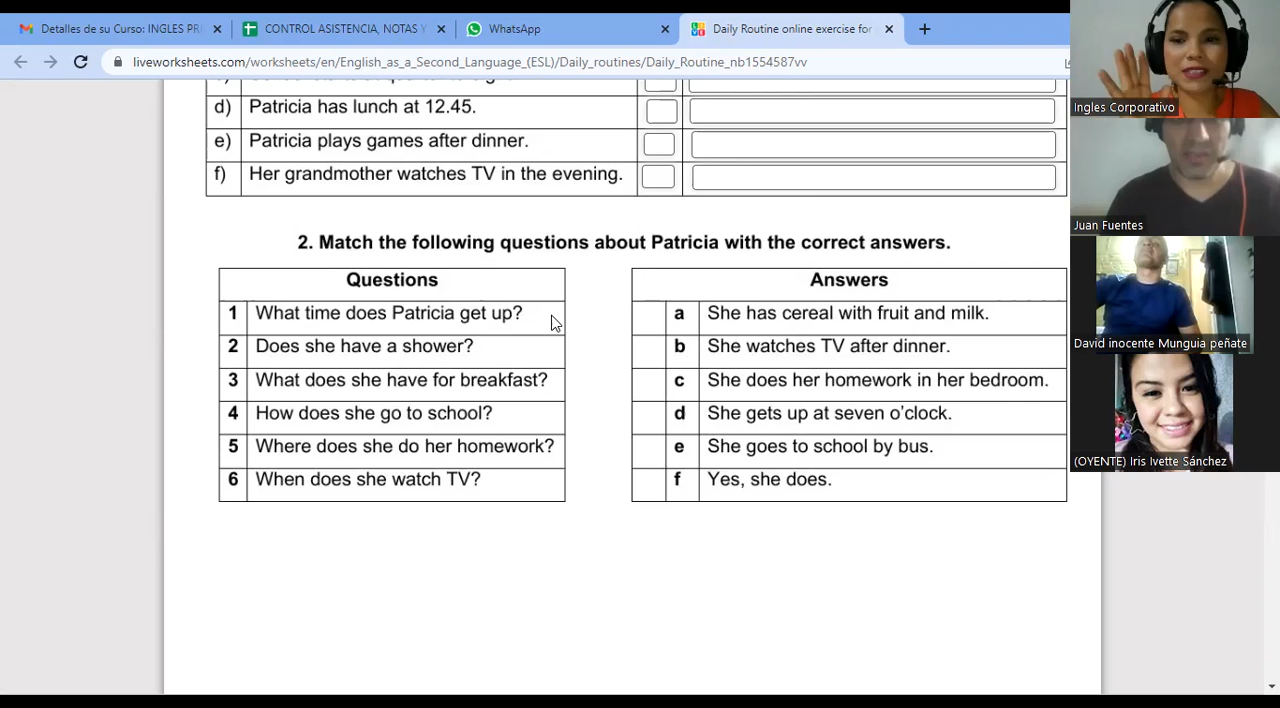 Detalles de su Curso: INGLES PRI
CONTROL ASISTENCIA, NOTAS Y
WhatsApp
Daily Routine online exercise for
liveworksheets.com/worksheets/en/English_as_a_Second_Language_(ESL)/Daily_routines/Daily_Routine_nb1554587vv
d) Patricia has lunch at 12.45.
e) Patricia plays games after dinner.
f) Her grandmother watches TV in the evening.
2. Match the following questions about Patricia with the correct answers.
Questions
1 What time does Patricia get up?
2 Does she have a shower?
3 What does she have for breakfast?
4 How does she go to school?
5 Where does she do her homework?
6 When does she watch TV?
Answers
a She has cereal with fruit and milk.
b She watches TV after dinner.
c She does her homework in her bedroom.
d She gets up at seven o'clock.
e She goes to school by bus.
f Yes, she does.
Ingles Corporativo
Juan Fuentes
David inocente Munguia peñate
(OYENTE) Iris Ivette Sánchez